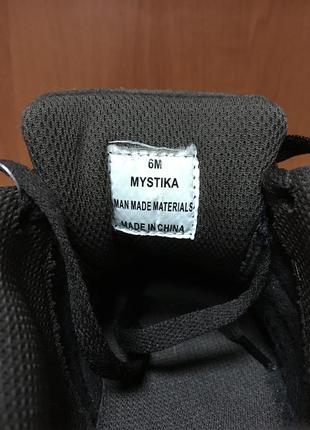 6M
MYSTIKA
MAN MADE MATERIALS
MADE IN CHINA